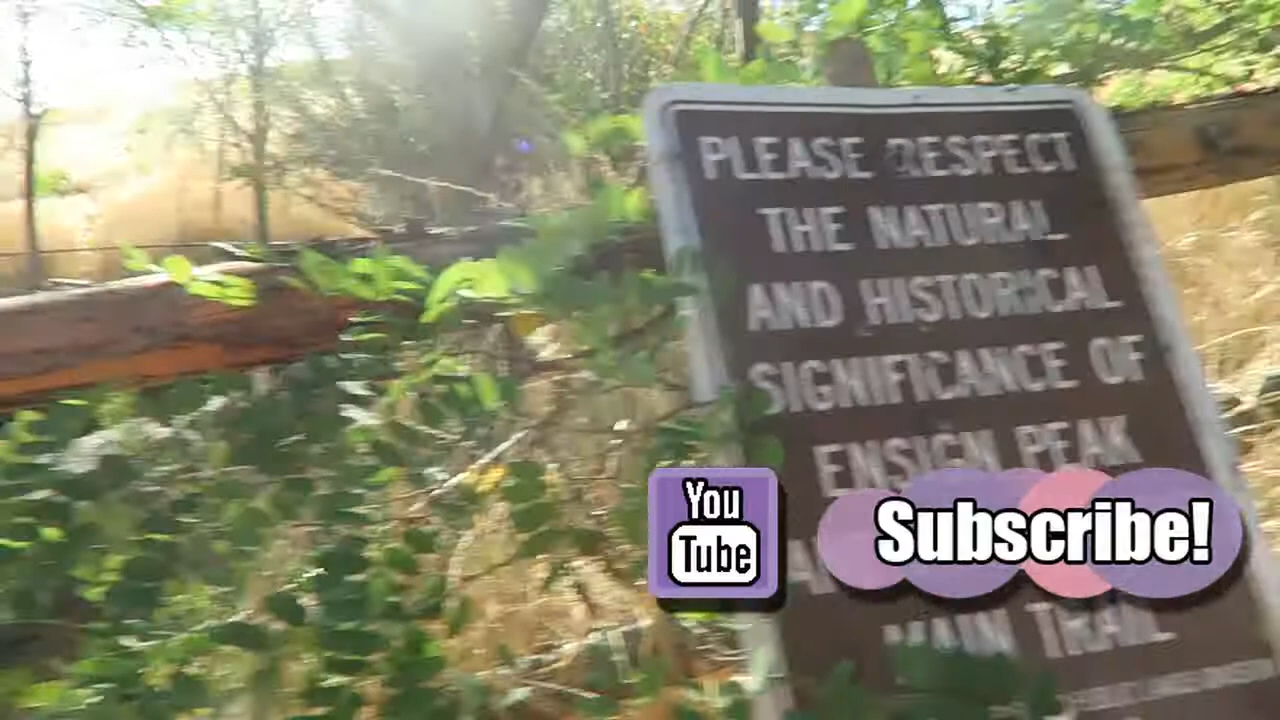 PLEASE RESPECT
THE NATURAL
AND HISTORICAL
SIGNIFICANCE OF
ENSIGN PEAK
MAIN TRAIL
You
Tube
Subscribe!